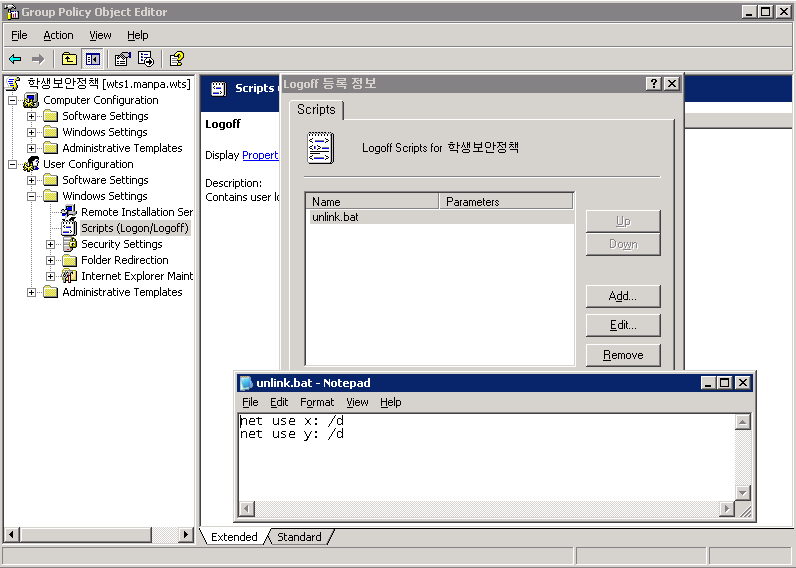 Group Policy Object Editor
File Action View Help
학생보안정책 [wts1.manpa.wts]
Computer Configuration
Software Settings
Windows Settings
Administrative Templates
User Configuration
Software Settings
Windows Settings
Remote Installation Ser
Scripts (Logon/Logoff)
Security Settings
Folder Redirection
Internet Explorer Maint
Administrative Templates
Scripts
Logoff
Display Propert
Description:
Contains user lo
Extended Standard
Logoff 등록 정보
Scripts
Logoff Scripts for 학생보안정책
Name Parameters
unlink.bat
Up
Down
Add...
Edit...
Remove
unlink.bat - Notepad
File Edit Format View Help
net use x: /d
net use y: /d